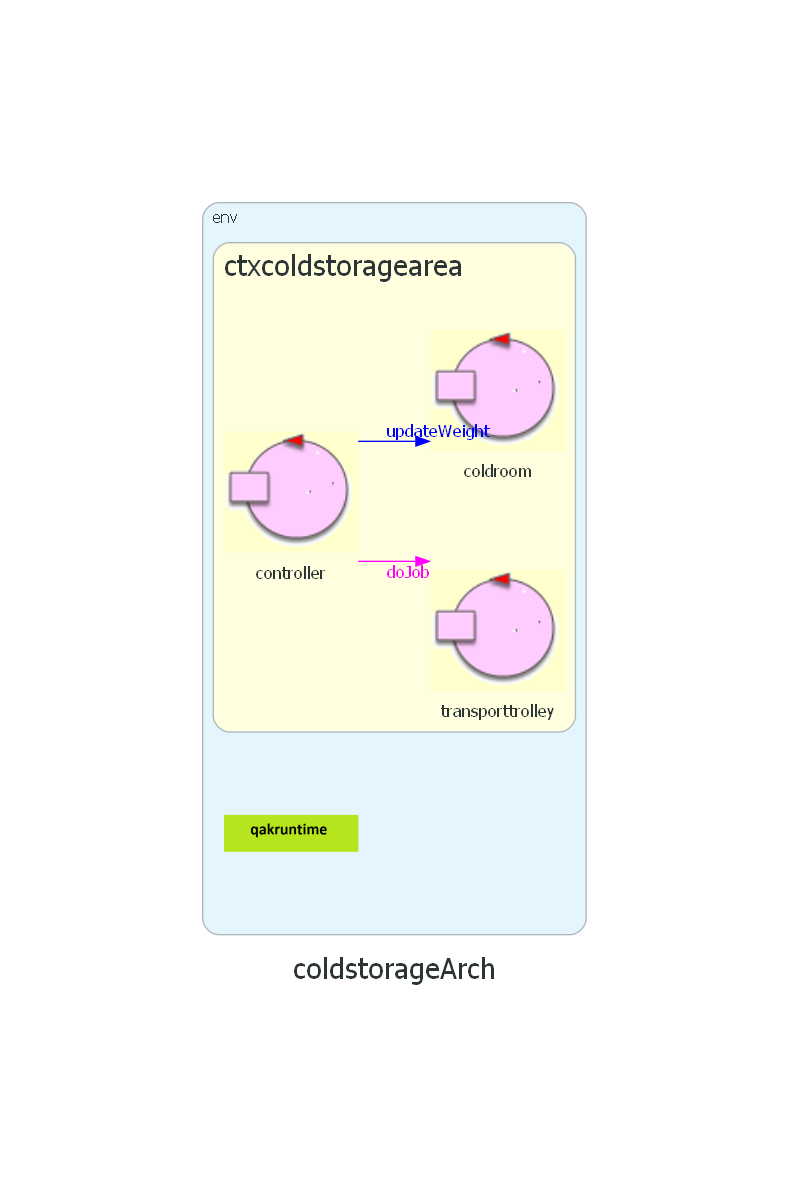 env
ctxcoldstoragearea
updateWeight
coldroom
controller
doJob
transporttrolley
qakruntime
coldstorageArch